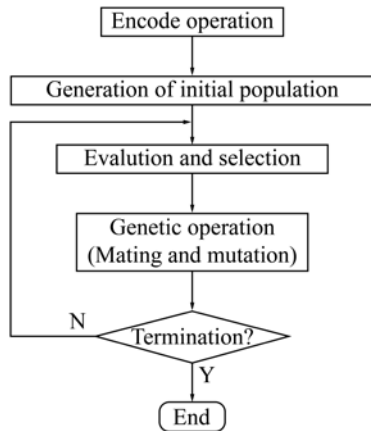 Encode operation
Generation of initial population
Evalution and selection
Genetic operation
(Mating and mutation)
N
Termination?
Y
End